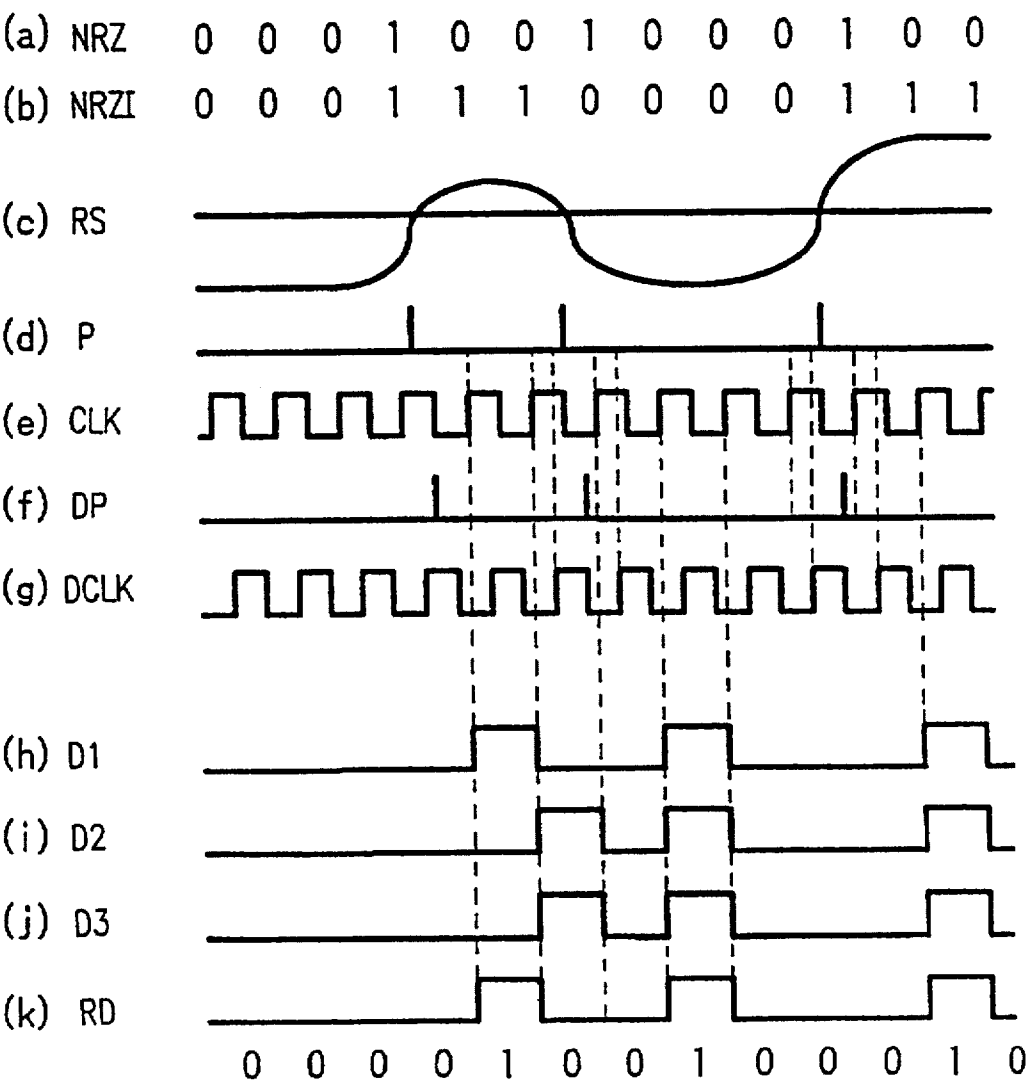 (a) NRZ 0 0 0 1 0 0 1 0 0 0 1 0 0
(b) NRZI 0 0 0 1 1 1 0 0 0 0 1 1 1
(c) RS
(d) P
(e) CLK
(f) DP
(g) DCLK
(h) D1
(i) D2
(j) D3
(k) RD
0 0 0 0 1 0 0 1 0 0 0 1 0